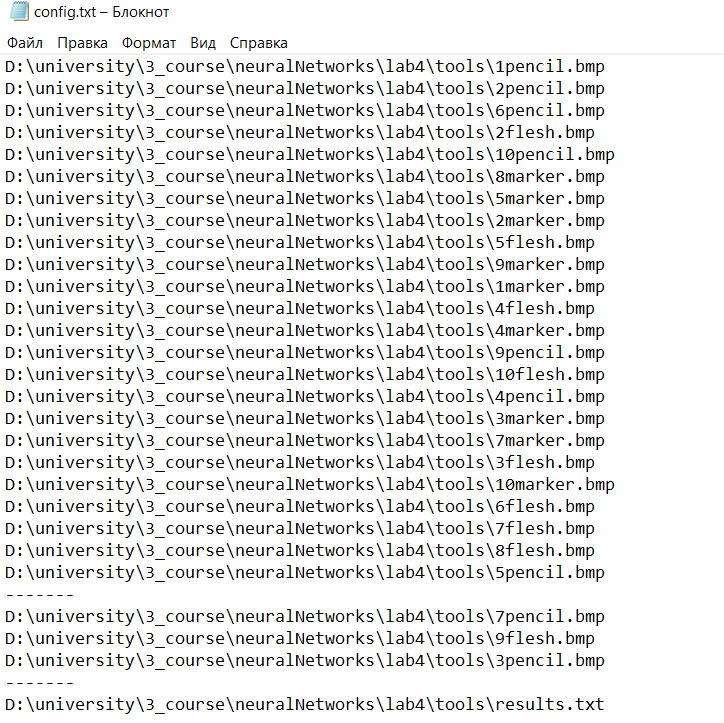 config.txt – Блокнот
Файл Правка Формат Вид Справка
D:\university\3_course\neuralNetworks\lab4\tools\1pencil.bmp
D:\university\3_course\neuralNetworks\lab4\tools\2pencil.bmp
D:\university\3_course\neuralNetworks\lab4\tools\6pencil.bmp
D:\university\3_course\neuralNetworks\lab4\tools\2flesh.bmp
D:\university\3_course\neuralNetworks\lab4\tools\10pencil.bmp
D:\university\3_course\neuralNetworks\lab4\tools\8marker.bmp
D:\university\3_course\neuralNetworks\lab4\tools\5marker.bmp
D:\university\3_course\neuralNetworks\lab4\tools\2marker.bmp
D:\university\3_course\neuralNetworks\lab4\tools\5flesh.bmp
D:\university\3_course\neuralNetworks\lab4\tools\9marker.bmp
D:\university\3_course\neuralNetworks\lab4\tools\1marker.bmp
D:\university\3_course\neuralNetworks\lab4\tools\4flesh.bmp
D:\university\3_course\neuralNetworks\lab4\tools\4marker.bmp
D:\university\3_course\neuralNetworks\lab4\tools\9pencil.bmp
D:\university\3_course\neuralNetworks\lab4\tools\10flesh.bmp
D:\university\3_course\neuralNetworks\lab4\tools\4pencil.bmp
D:\university\3_course\neuralNetworks\lab4\tools\3marker.bmp
D:\university\3_course\neuralNetworks\lab4\tools\7marker.bmp
D:\university\3_course\neuralNetworks\lab4\tools\3flesh.bmp
D:\university\3_course\neuralNetworks\lab4\tools\10marker.bmp
D:\university\3_course\neuralNetworks\lab4\tools\6flesh.bmp
D:\university\3_course\neuralNetworks\lab4\tools\7flesh.bmp
D:\university\3_course\neuralNetworks\lab4\tools\8flesh.bmp
D:\university\3_course\neuralNetworks\lab4\tools\5pencil.bmp
-------
D:\university\3_course\neuralNetworks\lab4\tools\7pencil.bmp
D:\university\3_course\neuralNetworks\lab4\tools\9flesh.bmp
D:\university\3_course\neuralNetworks\lab4\tools\3pencil.bmp
-------
D:\university\3_course\neuralNetworks\lab4\tools\results.txt